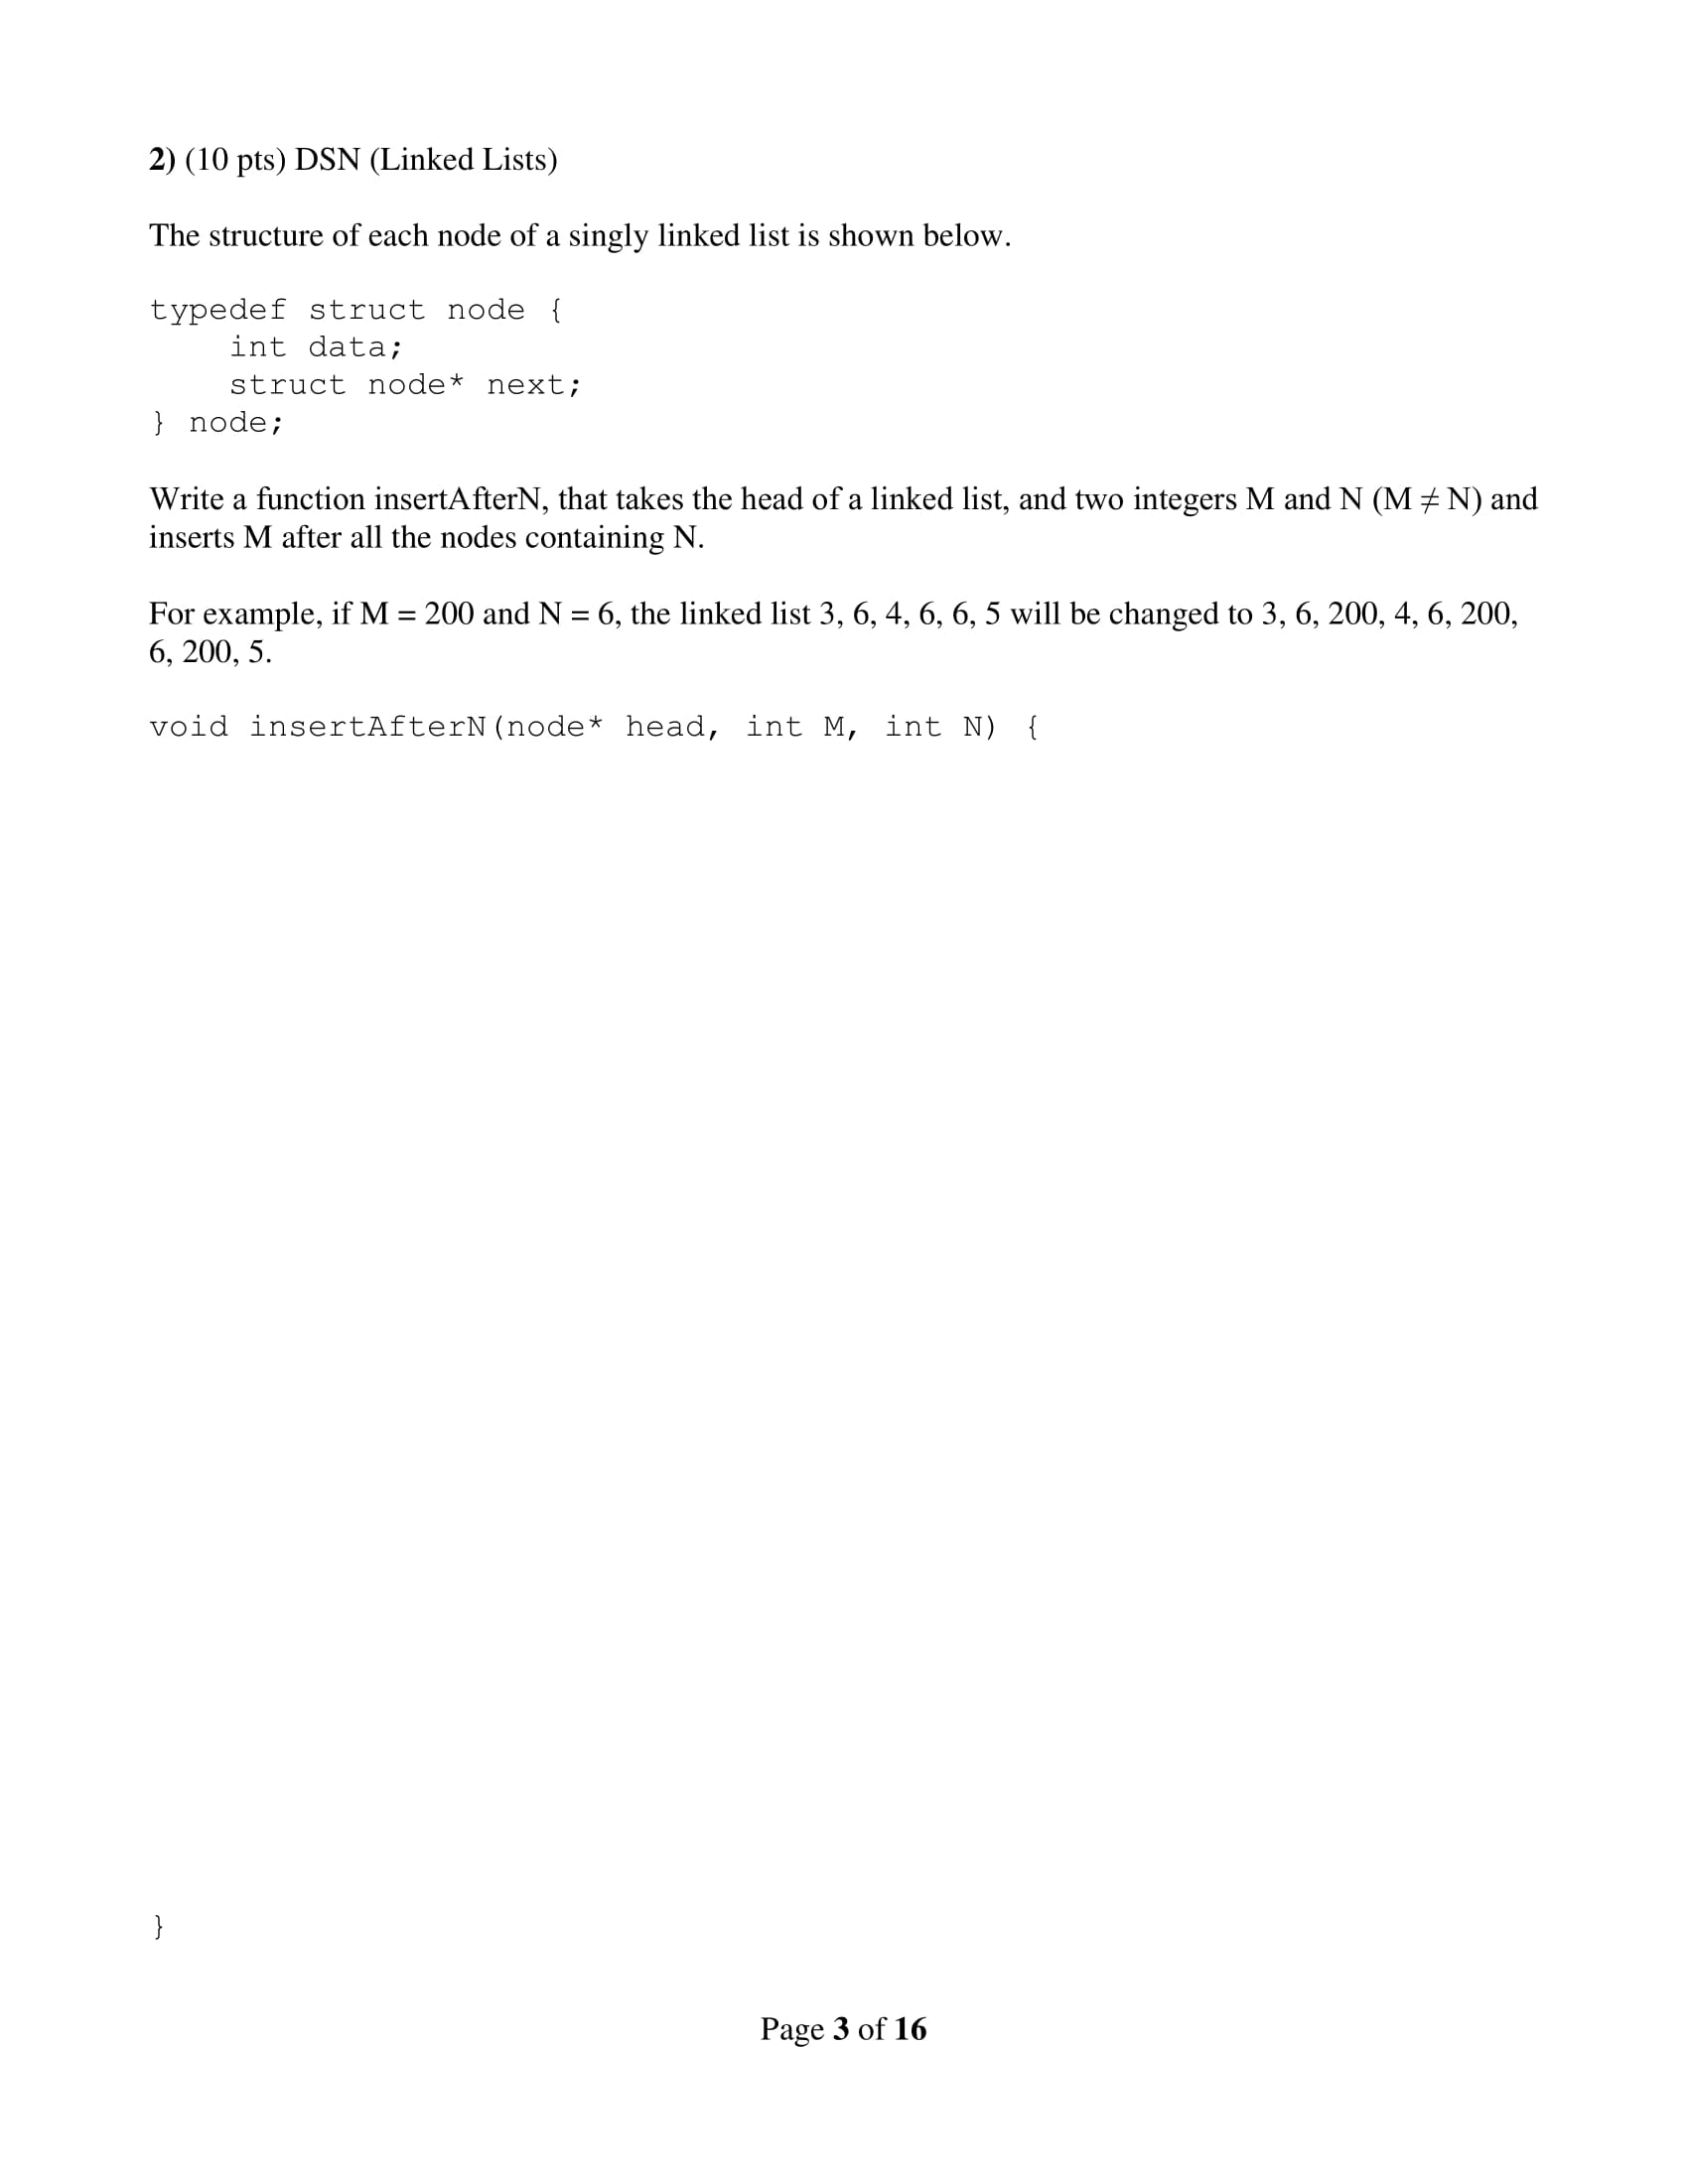 2) (10 pts) DSN (Linked Lists)
The structure of each node of a singly linked list is shown below.
typedef struct node {
    int data;
    struct node* next;
} node;
Write a function insertAfterN, that takes the head of a linked list, and two integers M and N (M ≠ N) and
inserts M after all the nodes containing N.
For example, if M = 200 and N = 6, the linked list 3, 6, 4, 6, 6, 5 will be changed to 3, 6, 200, 4, 6, 200,
6, 200, 5.
void insertAfterN(node* head, int M, int N) {
}
Page 3 of 16